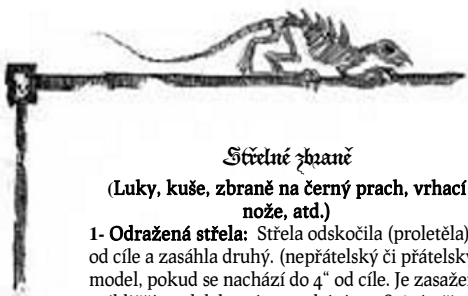 Střelné zbraně
(Luky, kuše, zbraně na černý prach, vrhací
nože, atd.)
1- Odražená střela: Střela odskočila (proletěla)
od cíle a zasáhla druhý. (nepřátelský či přátelský
model, pokud se nachází do 4“ od cíle. Je zasažen